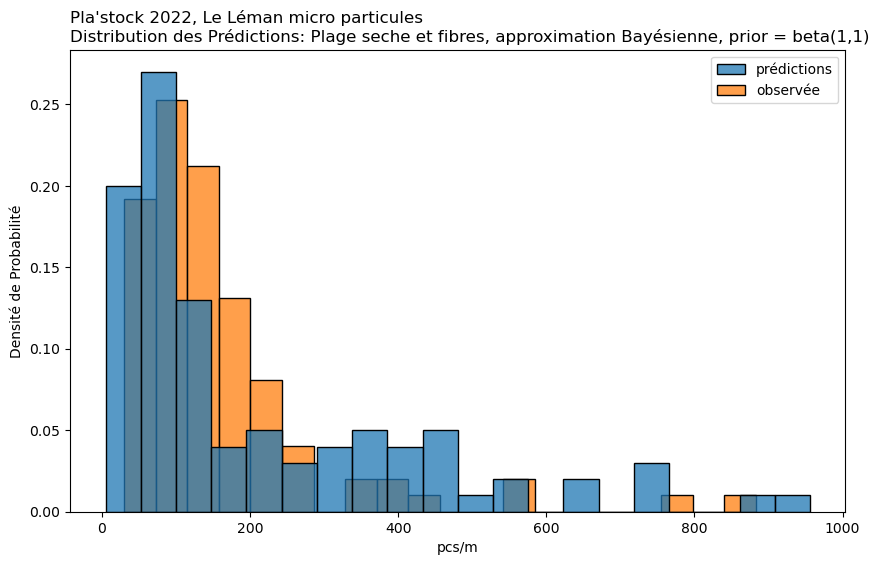 Pla'stock 2022, Le Léman micro particules
Distribution des Prédictions: Plage seche et fibres, approximation Bayésienne, prior = beta(1,1)
prédictions
observée
Densité de Probabilité
0.25
0.20
0.15
0.10
0.05
0.00
0
200
400
600
800
1000
pcs/m